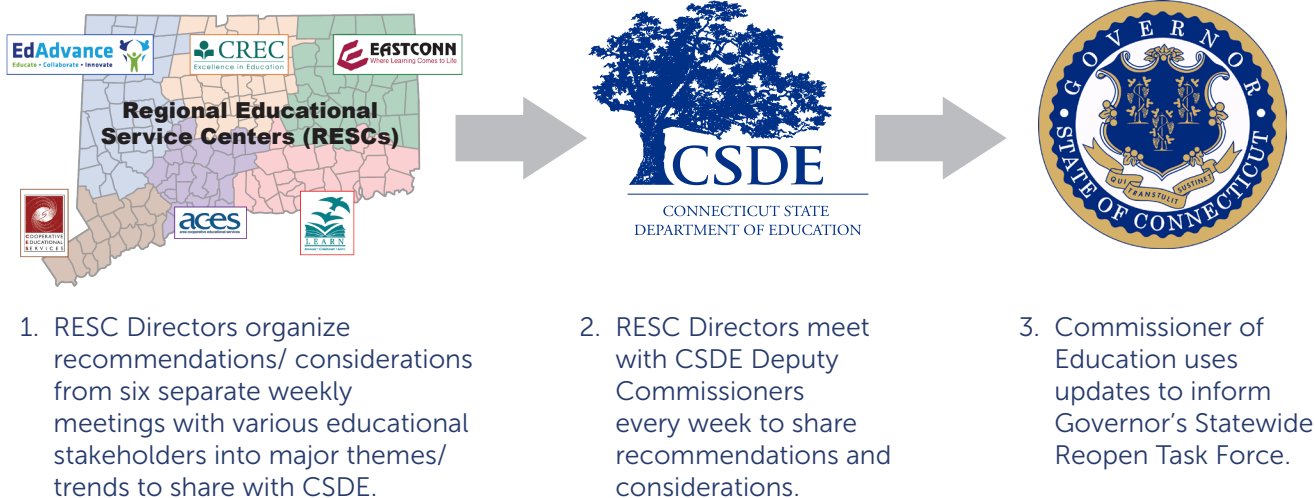 EdAdvance
Educate • Collaborate • Innovate
CREC
Excellence in Education
EASTCONN
Where Learning Comes to Life
Regional Educational
Service Centers (RESCs)
COOPERATIVE
EDUCATIONAL
SERVICES
aces
area cooperative educational services
LEARN
CSDE
CONNECTICUT STATE
DEPARTMENT OF EDUCATION
GOVERNOR
STATE OF CONNECTICUT
QUI TRANSTULIT SUSTINET
1. RESC Directors organize
recommendations/ considerations
from six separate weekly
meetings with various educational
stakeholders into major themes/
trends to share with CSDE.
2. RESC Directors meet
with CSDE Deputy
Commissioners
every week to share
recommendations and
considerations.
3. Commissioner of
Education uses
updates to inform
Governor’s Statewide
Reopen Task Force.